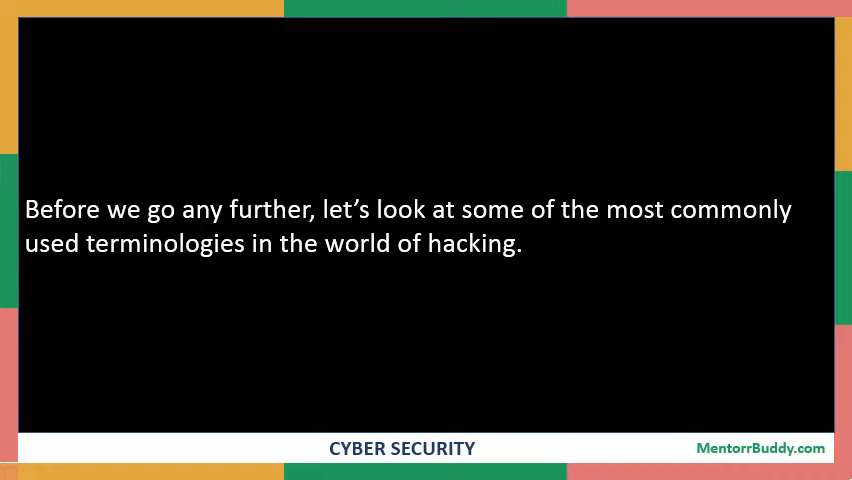 Before we go any further, let’s look at some of the most commonly
used terminologies in the world of hacking.
CYBER SECURITY
MentorrBuddy.com